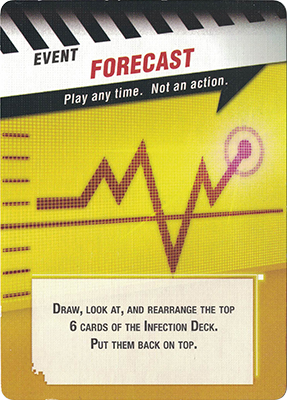 EVENT
FORECAST
Play any time. Not an action.
DRAW, LOOK AT, AND REARRANGE THE TOP
6 CARDS OF THE INFECTION DECK.
PUT THEM BACK ON TOP.